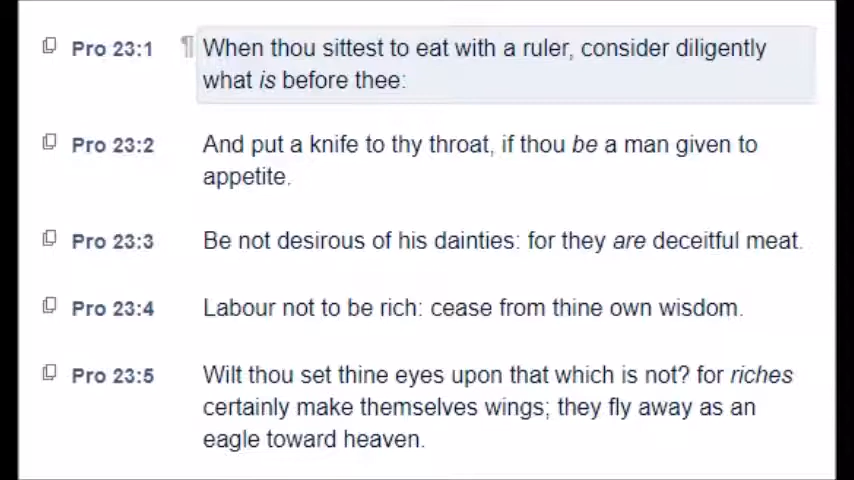 Pro 23:1 ¶ When thou sittest to eat with a ruler, consider diligently
what is before thee:
Pro 23:2 And put a knife to thy throat, if thou be a man given to
appetite.
Pro 23:3 Be not desirous of his dainties: for they are deceitful meat.
Pro 23:4 Labour not to be rich: cease from thine own wisdom.
Pro 23:5 Wilt thou set thine eyes upon that which is not? for riches
certainly make themselves wings; they fly away as an
eagle toward heaven.